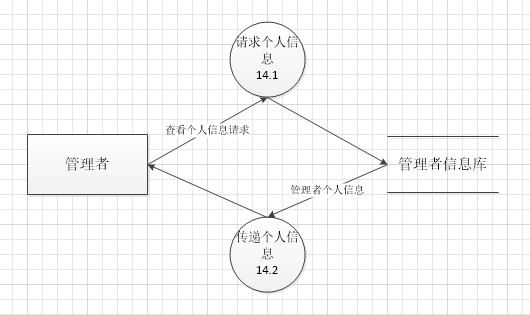 请求个人信
息
14.1
查看个人信息请求
管理者
管理者信息库
管理者个人信息
传递个人信
息
14.2